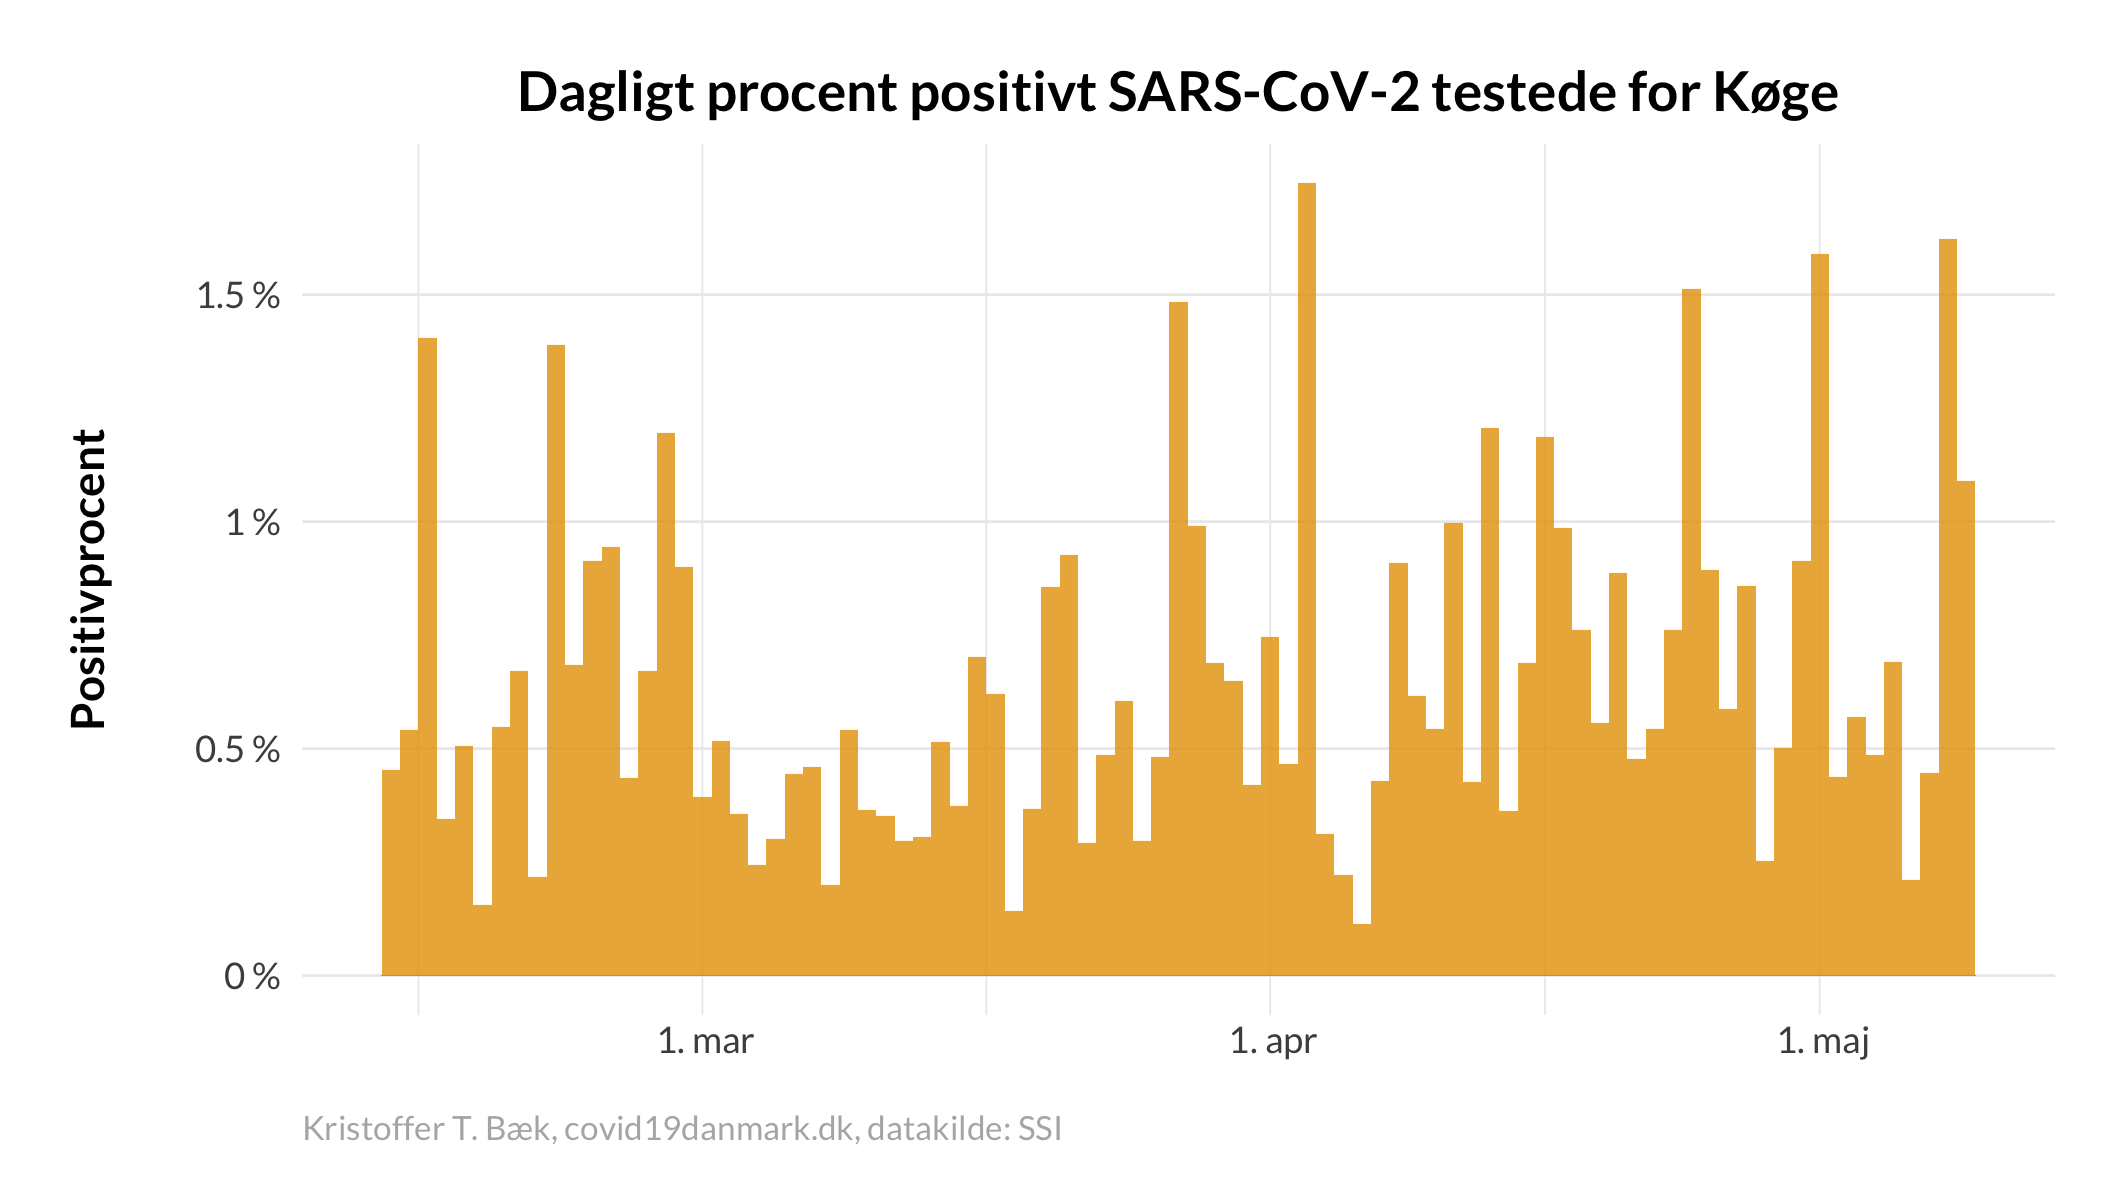 Dagligt procent positivt SARS-CoV-2 testede for Køge
Positivprocent
1.5 %
1 %
0.5 %
0 %
1. mar
1. apr
1. maj
Kristoffer T. Bæk, covid19danmark.dk, datakilde: SSI